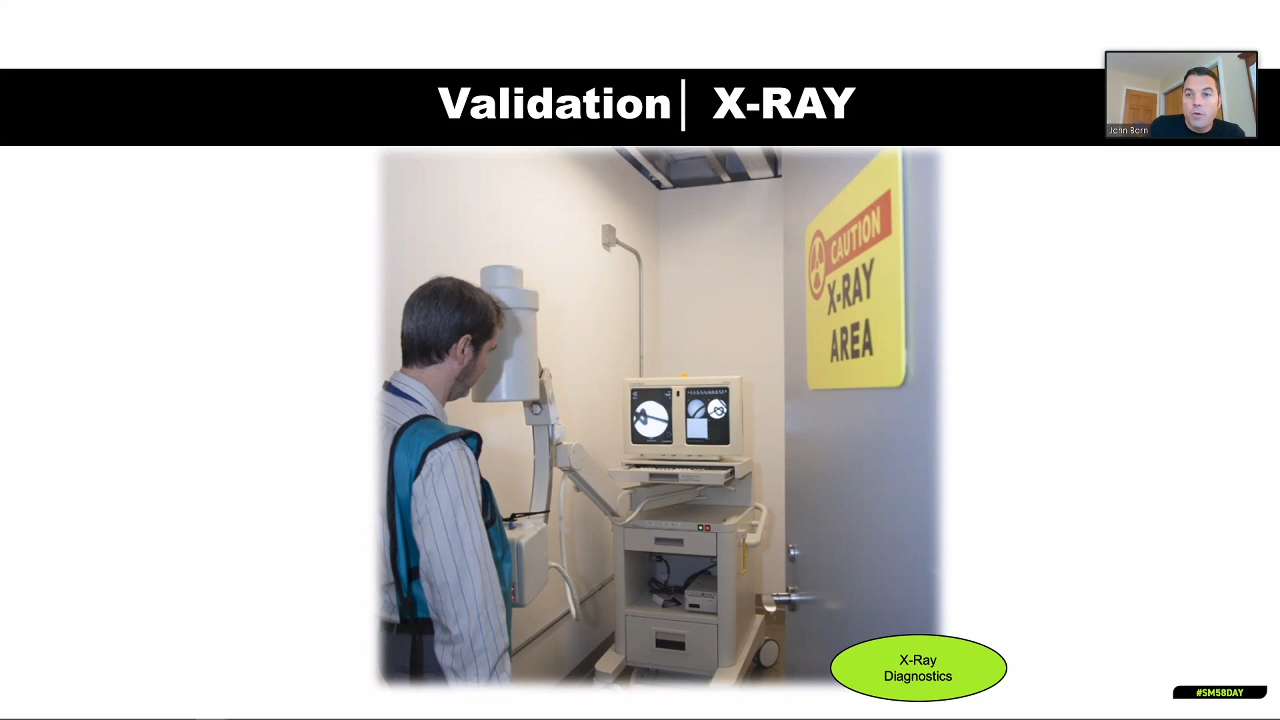 Validation| X-RAY
John Born
CAUTION
X-RAY
AREA
X-Ray
Diagnostics
#SM58DAY